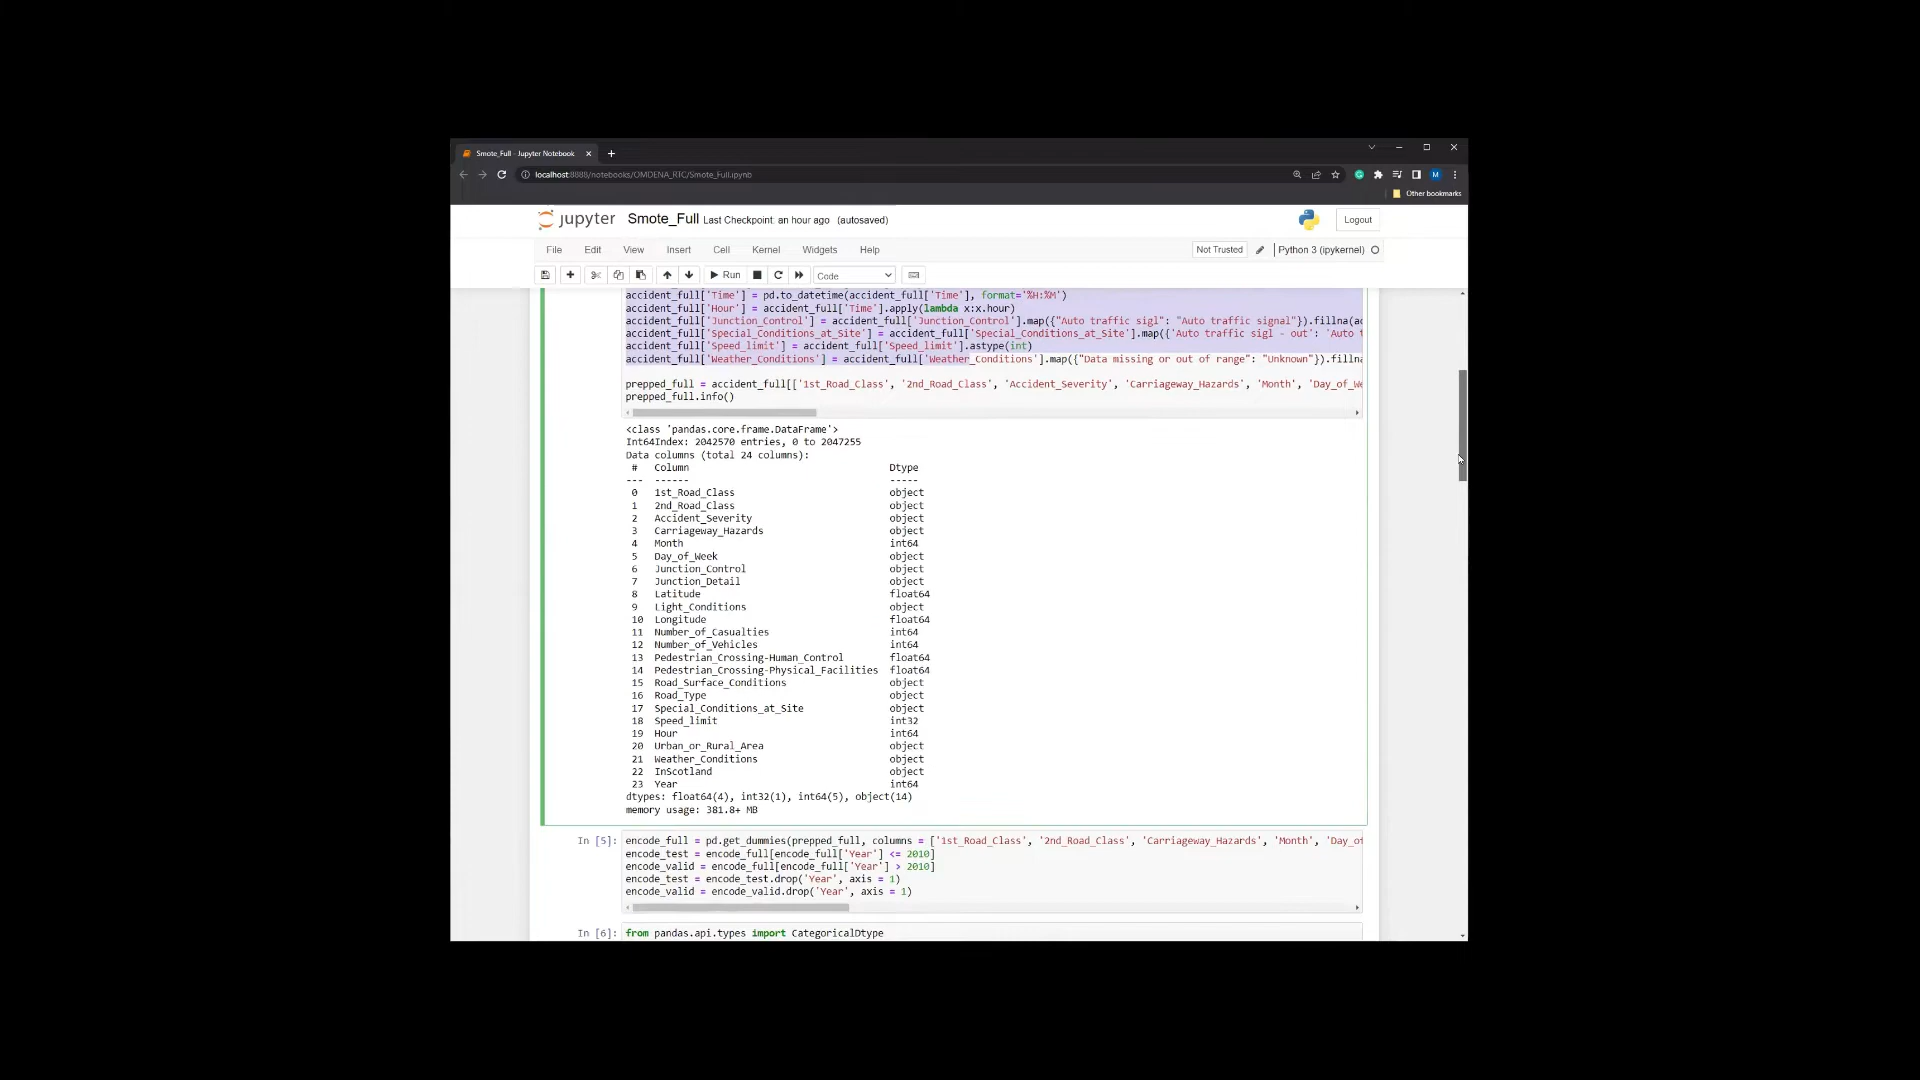 Smote_Full - Jupyter Notebook
localhost:8888/notebooks/OMDENA_RTC/Smote_Full.ipynb
M
Other bookmarks
jupyter Smote_Full Last Checkpoint: an hour ago (autosaved)
Logout
File Edit View Insert Cell Kernel Widgets Help
Not Trusted
Python 3 (ipykernel)
Run
Code
accident_full['Time'] = pd.to_datetime(accident_full['Time'], format='%H:%M')
accident_full['Hour'] = accident_full['Time'].apply(lambda x:x.hour)
accident_full['Junction_Control'] = accident_full['Junction_Control'].map({"Auto traffic sigl": "Auto traffic signal"}).fillna(ac
accident_full['Special_Conditions_at_Site'] = accident_full['Special_Conditions_at_Site'].map({'Auto traffic sigl - out': 'Auto t
accident_full['Speed_limit'] = accident_full['Speed_limit'].astype(int)
accident_full['Weather_Conditions'] = accident_full['Weather_Conditions'].map({"Data missing or out of range": "Unknown"}).fillna
prepped_full = accident_full[['1st_Road_Class', '2nd_Road_Class', 'Accident_Severity', 'Carriageway_Hazards', 'Month', 'Day_of_We
prepped_full.info()
<class 'pandas.core.frame.DataFrame'>
Int64Index: 2042570 entries, 0 to 2047255
Data columns (total 24 columns):
# Column Dtype
--- ------ -----
0 1st_Road_Class object
1 2nd_Road_Class object
2 Accident_Severity object
3 Carriageway_Hazards object
4 Month int64
5 Day_of_Week object
6 Junction_Control object
7 Junction_Detail object
8 Latitude float64
9 Light_Conditions object
10 Longitude float64
11 Number_of_Casualties int64
12 Number_of_Vehicles int64
13 Pedestrian_Crossing-Human_Control float64
14 Pedestrian_Crossing-Physical_Facilities float64
15 Road_Surface_Conditions object
16 Road_Type object
17 Special_Conditions_at_Site object
18 Speed_limit int32
19 Hour int64
20 Urban_or_Rural_Area object
21 Weather_Conditions object
22 InScotland object
23 Year int64
dtypes: float64(4), int32(1), int64(5), object(14)
memory usage: 381.8+ MB
In [5]: encode_full = pd.get_dummies(prepped_full, columns = ['1st_Road_Class', '2nd_Road_Class', 'Carriageway_Hazards', 'Month', 'Day_of
encode_test = encode_full[encode_full['Year'] <= 2010]
encode_valid = encode_full[encode_full['Year'] > 2010]
encode_test = encode_test.drop('Year', axis = 1)
encode_valid = encode_valid.drop('Year', axis = 1)
In [6]: from pandas.api.types import CategoricalDtype